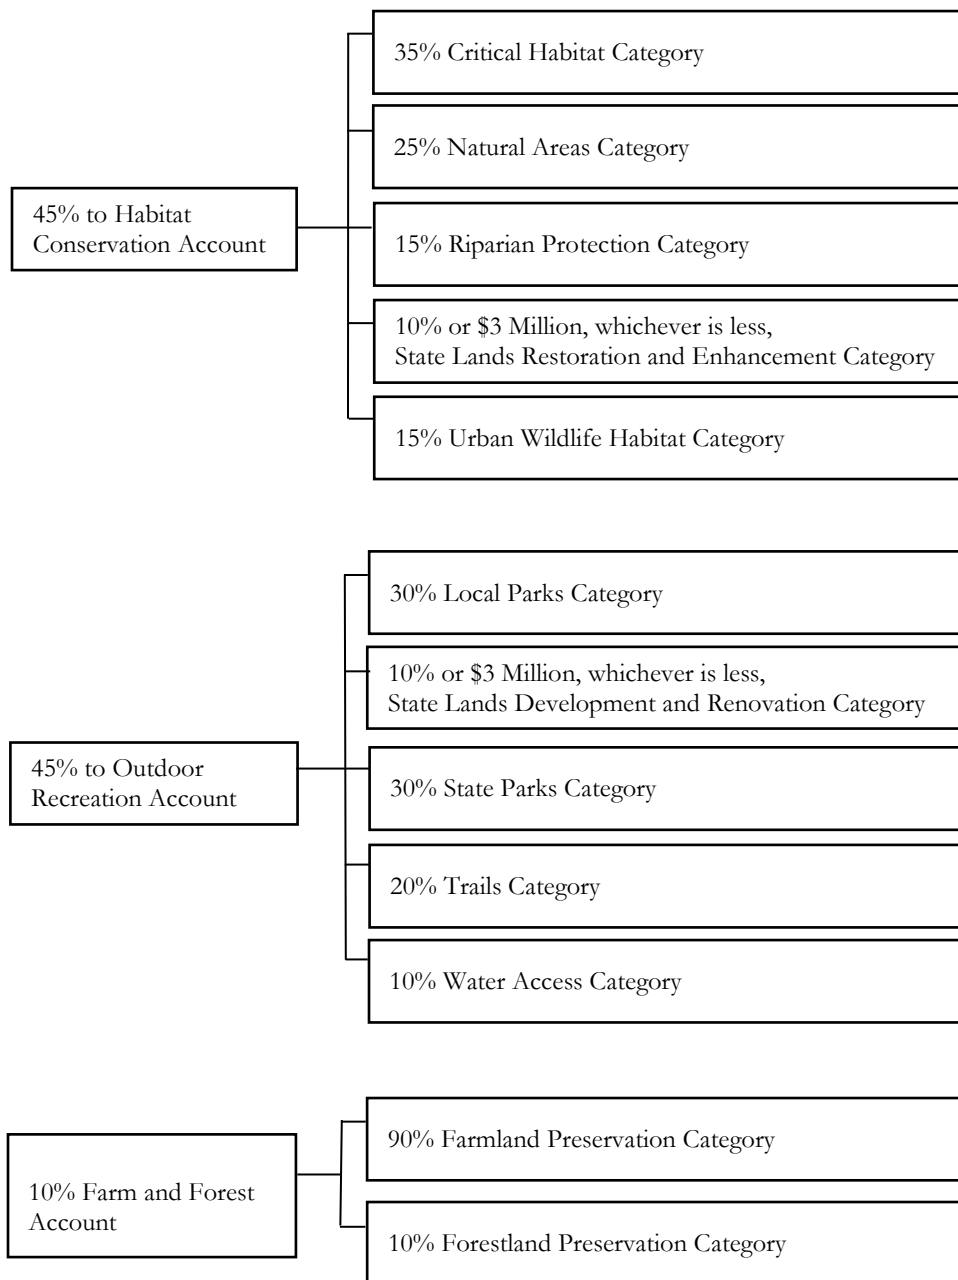 35% Critical Habitat Category
25% Natural Areas Category
45% to Habitat
Conservation Account
15% Riparian Protection Category
10% or $3 Million, whichever is less,
State Lands Restoration and Enhancement Category
15% Urban Wildlife Habitat Category
30% Local Parks Category
10% or $3 Million, whichever is less,
State Lands Development and Renovation Category
45% to Outdoor
Recreation Account
30% State Parks Category
20% Trails Category
10% Water Access Category
90% Farmland Preservation Category
10% Farm and Forest
Account
10% Forestland Preservation Category